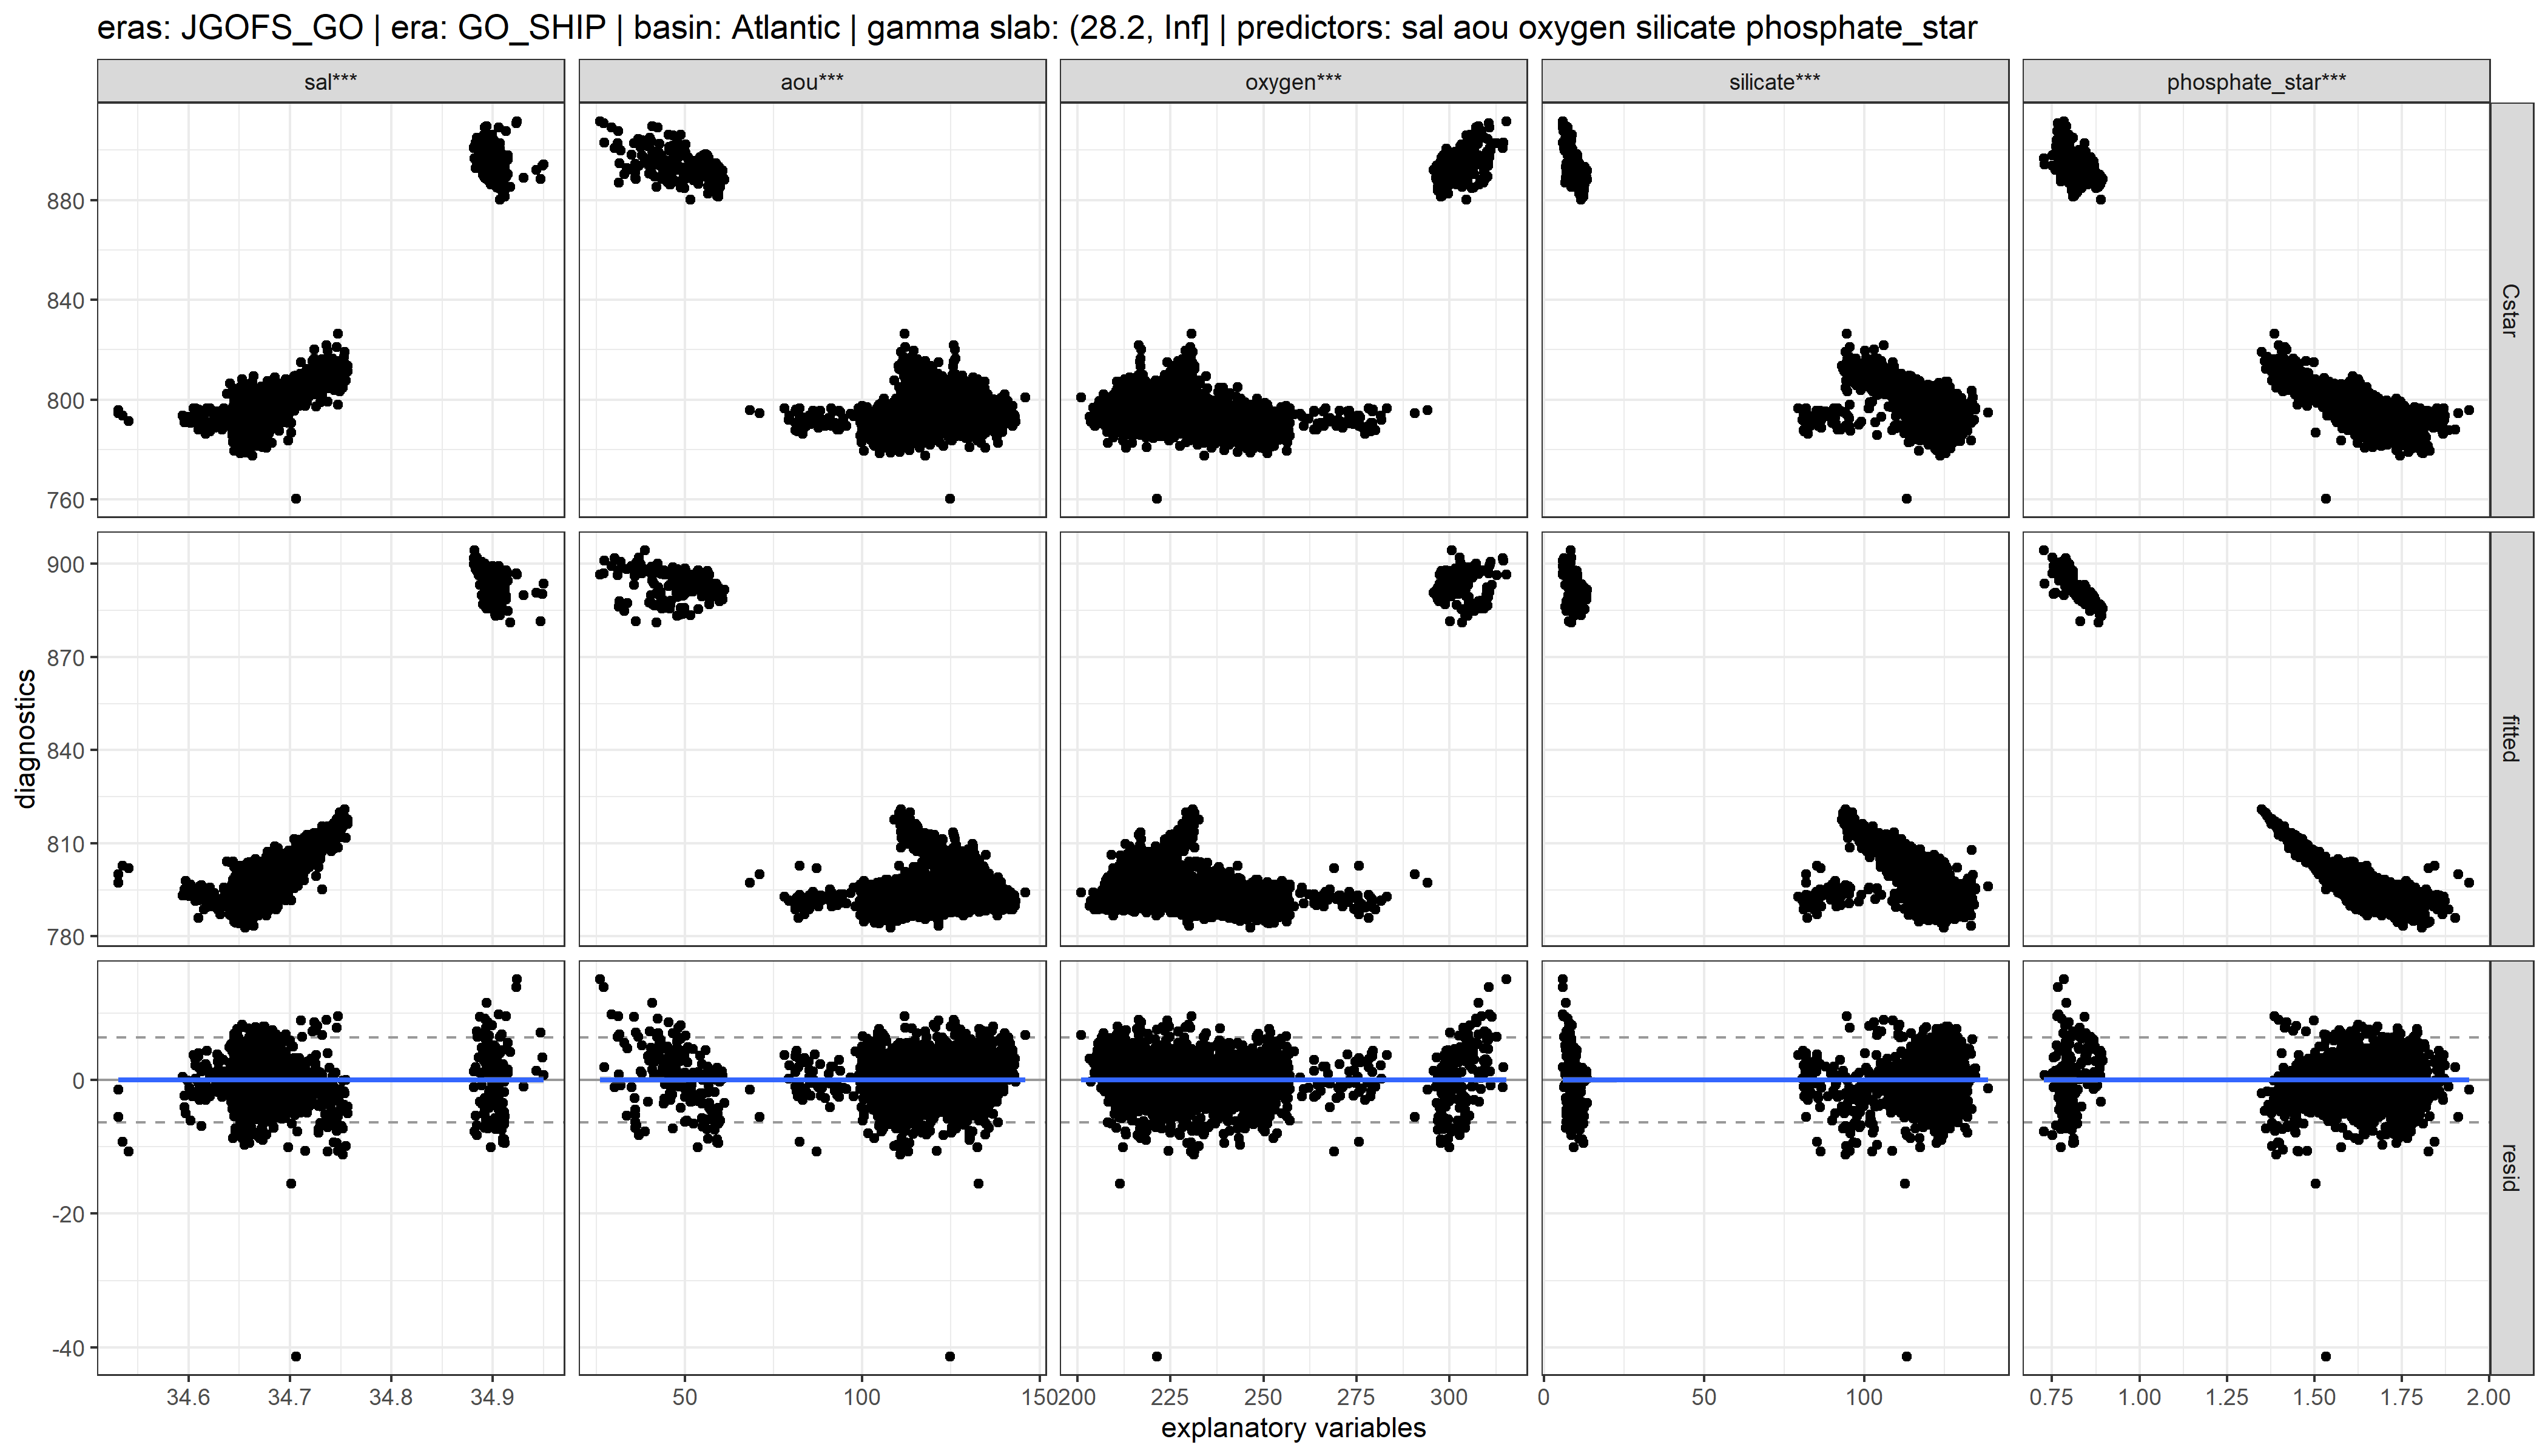 eras: JGOFS_GO | era: GO_SHIP | basin: Atlantic | gamma slab: (28.2, Inf] | predictors: sal aou oxygen silicate phosphate_star
sal*** aou*** oxygen*** silicate*** phosphate_star***
880
840
800
760
Cstar
900
870
840
810
780
fitted
diagnostics
0
-20
-40
resid
34.6 34.7 34.8 34.9 50 100 150 200 225 250 275 300 0 50 100 0.75 1.00 1.25 1.50 1.75 2.00
explanatory variables